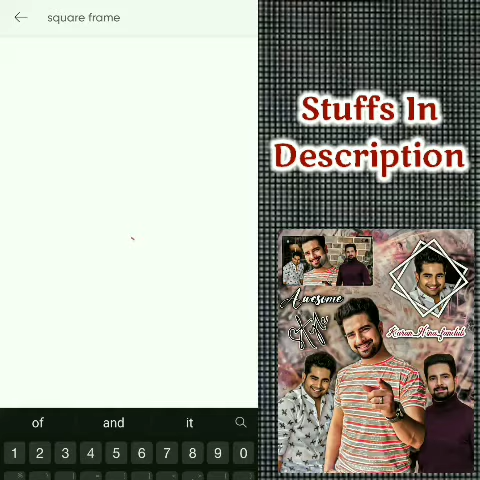 square frame
Stuffs In
Description
Awesome
Karan_Hina_fanclub
of and it
1 2 3 4 5 6 7 8 9 0